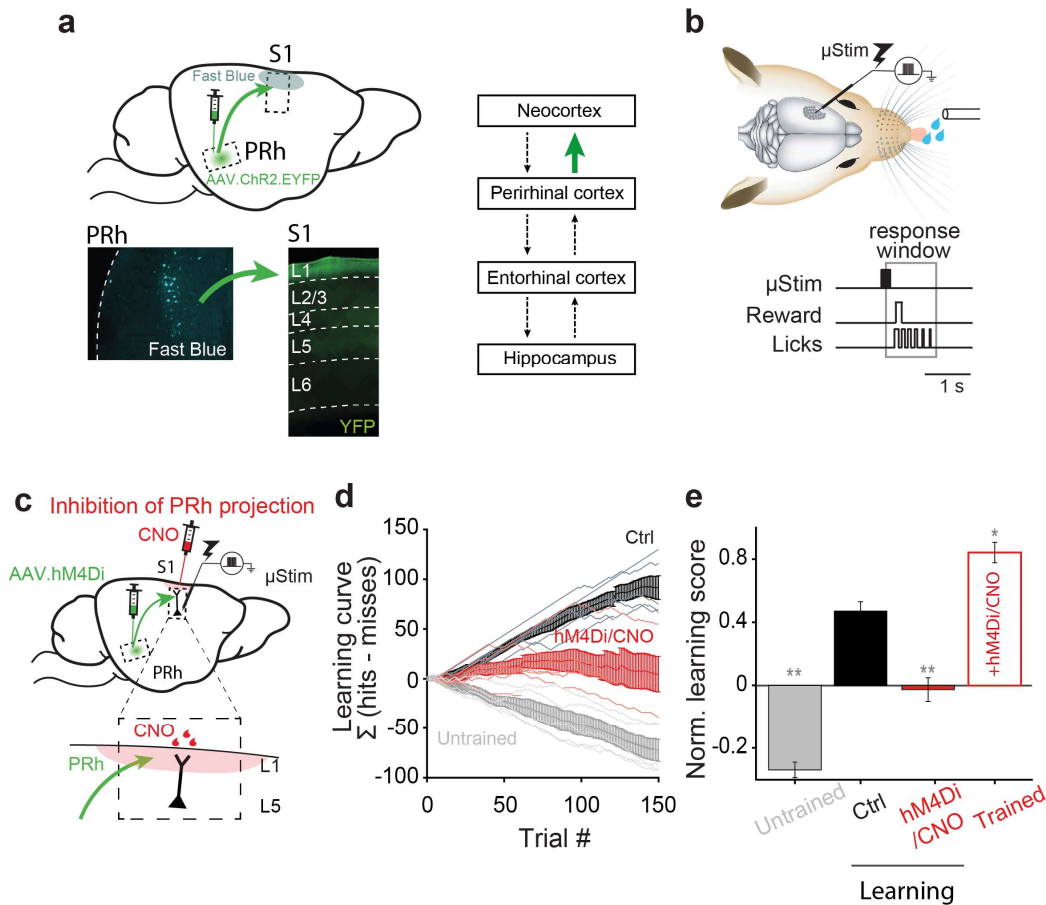 a
S1
Fast Blue
PRh
AAV.ChR2.EYFP
PRh
Fast Blue
S1
L1
L2/3
L4
L5
L6
YFP
Neocortex
Perirhinal cortex
Entorhinal cortex
Hippocampus
b
µStim
response
window
µStim
Reward
Licks
1 s
c
Inhibition of PRh projection
CNO
AAV.hM4Di
S1
µStim
PRh
CNO
PRh
L1
L5
d
Learning curve
Σ (hits - misses)
150
100
50
0
-50
-100
Ctrl
hM4Di/CNO
Untrained
0
50
100
150
Trial #
e
Norm. learning score
0.8
0.4
0
-0.2
**
**
*
+hM4Di/CNO
Untrained
Ctrl
hM4Di
/CNO
Trained
Learning